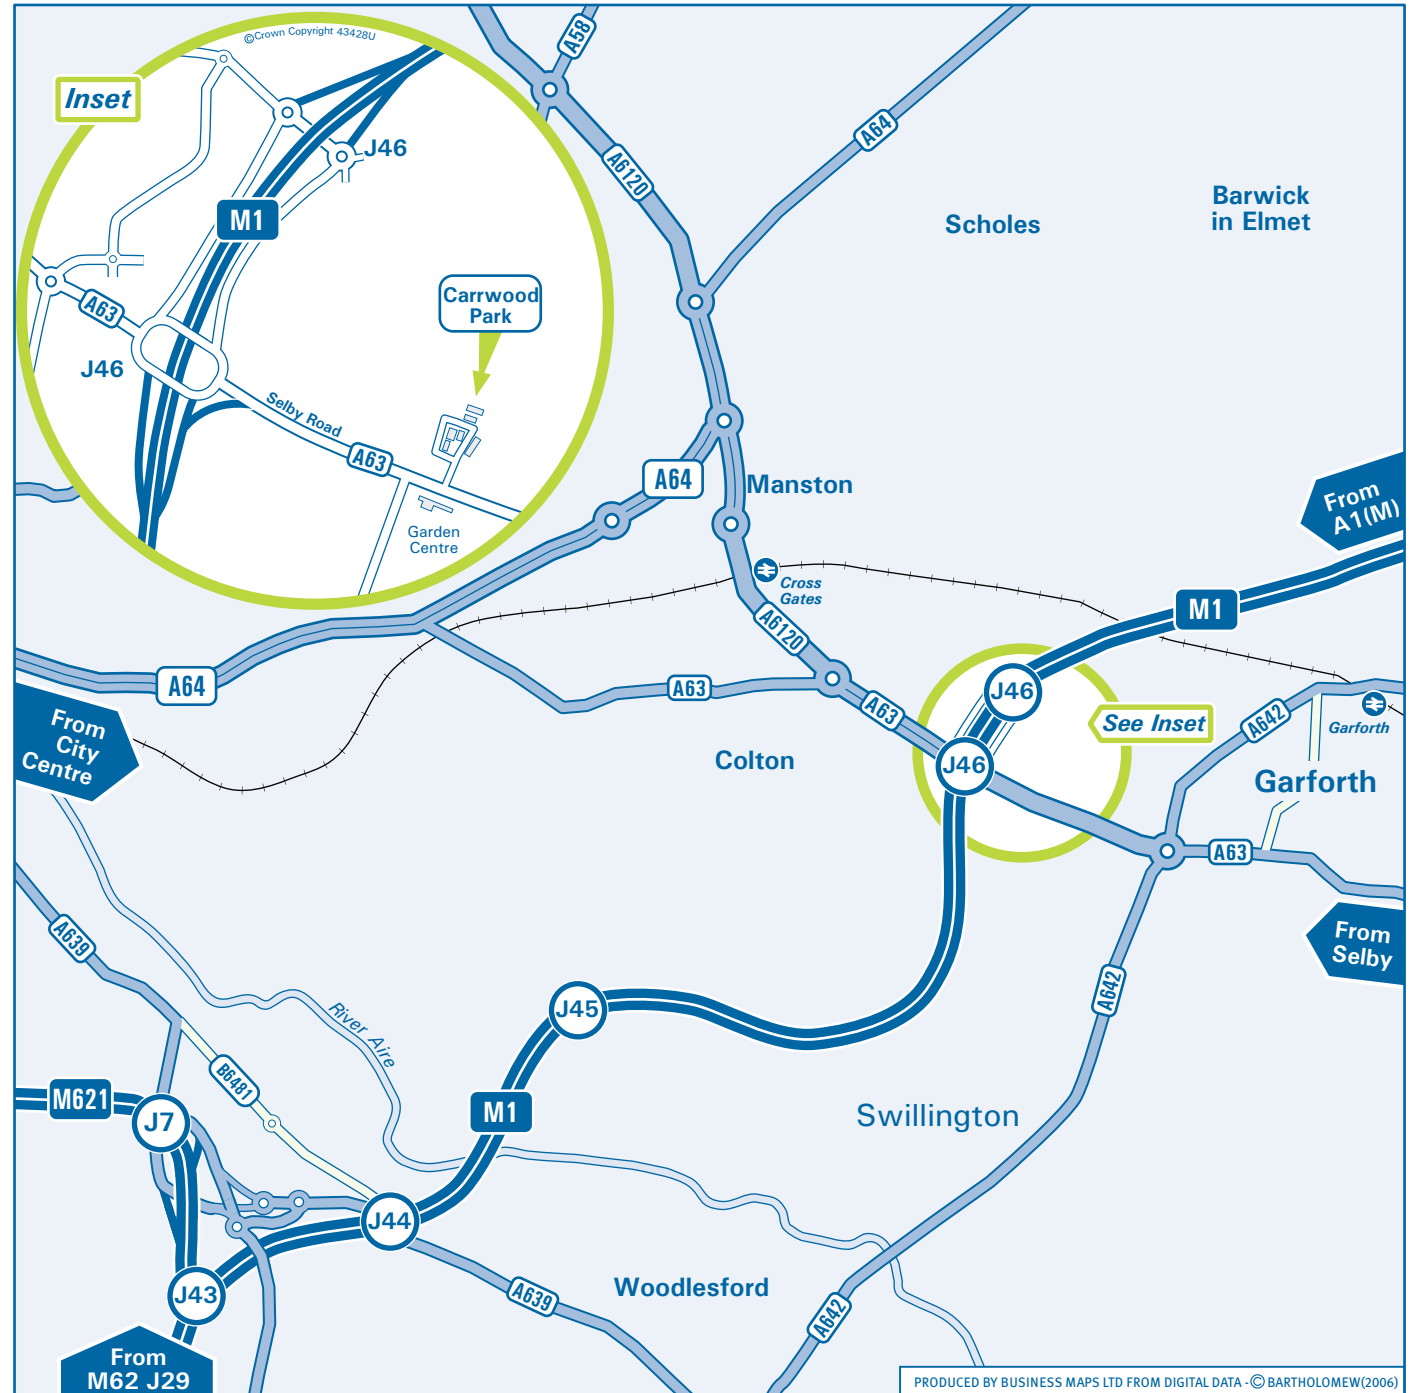 ©Crown Copyright 43428U
Inset
J46
M1
A63
J46
Carrwood
Park
Selby Road
A63
Garden
Centre
A58
A6120
A64
Scholes
Barwick
in Elmet
A64
Manston
From
A1(M)
Cross
Gates
M1
A6120
A64
A63
A63
J46
See Inset
A642
Garforth
From
City
Centre
Colton
J46
Garforth
A63
A639
From
Selby
A642
J45
River Aire
B6481
M621
J7
M1
Swillington
J44
J43
A639
Woodlesford
A642
From
M62 J29
PRODUCED BY BUSINESS MAPS LTD FROM DIGITAL DATA - © BARTHOLOMEW(2006)